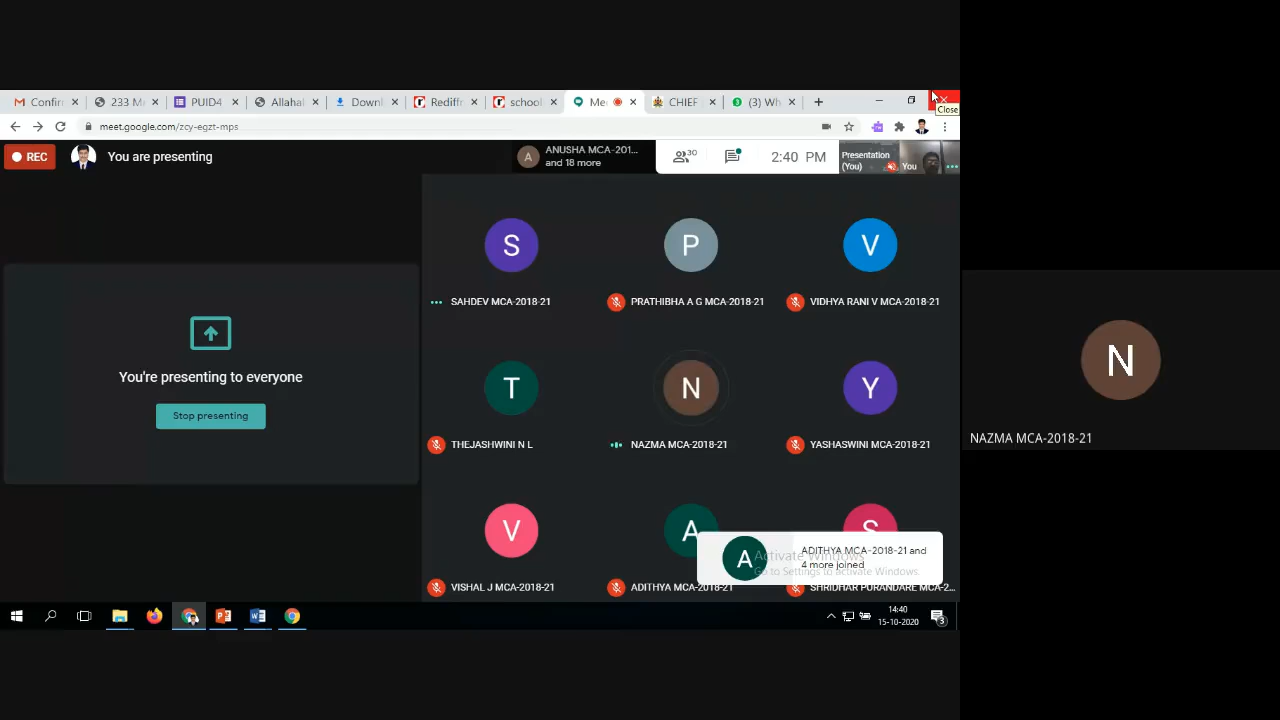 Confirr
233 M
PUID4
Allahal
Downl
Rediffr
school
Me
CHIEF
(3) Wh
Close
meet.google.com/zcy-egzt-mps
REC
You are presenting
A
ANUSHA MCA-201...
and 18 more
30
2:40 PM
Presentation
(You)
You
S
P
V
SAHDEV MCA-2018-21
PRATHIBHA A G MCA-2018-21
VIDHYA RANI V MCA-2018-21
You're presenting to everyone
Stop presenting
T
N
Y
THEJASHWINI N L
NAZMA MCA-2018-21
YASHASWINI MCA-2018-21
N
NAZMA MCA-2018-21
V
A
S
A
ADITHYA MCA-2018-21 and
4 more joined
Activate Windows
Go to Settings to activate Windows.
VISHAL J MCA-2018-21
ADITHYA MCA-2018-21
SHRIDHAR PURANDARE MCA-2...
14:40
15-10-2020
3